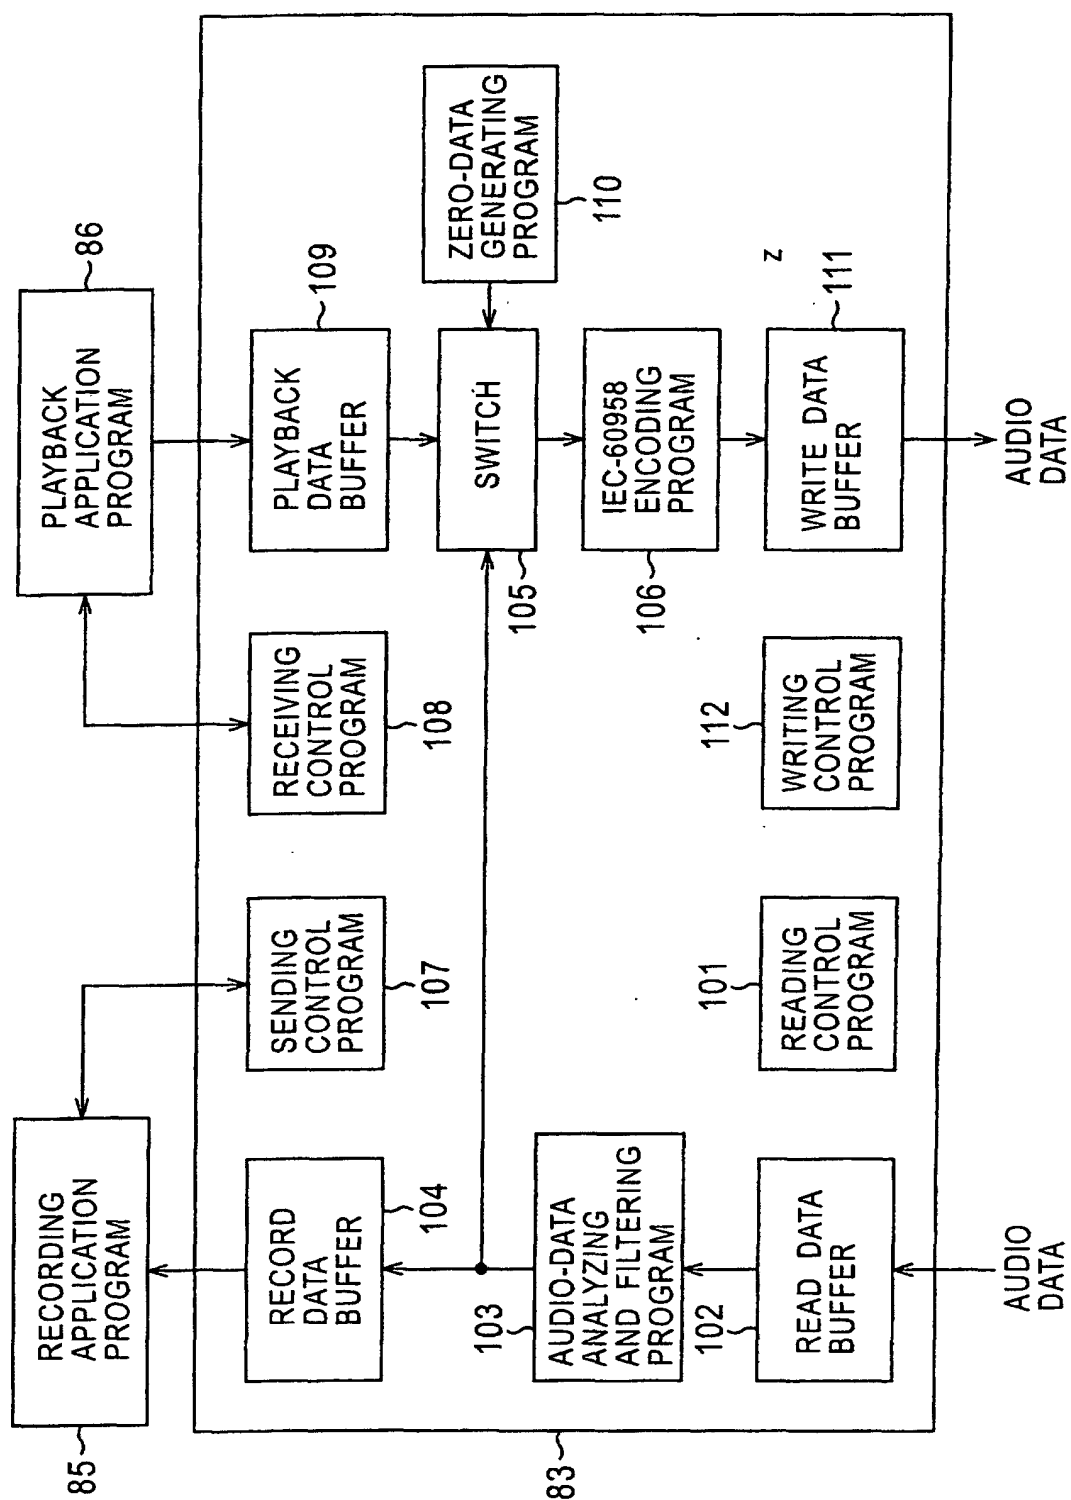 85
RECORDING
APPLICATION
PROGRAM
PLAYBACK
APPLICATION
PROGRAM
86
83
RECORD
DATA
BUFFER
104
SENDING
CONTROL
PROGRAM
107
RECEIVING
CONTROL
PROGRAM
108
PLAYBACK
DATA
BUFFER
109
SWITCH
105
ZERO-DATA
GENERATING
PROGRAM
110
103
AUDIO-DATA
ANALYZING
AND FILTERING
PROGRAM
IEC-60958
ENCODING
PROGRAM
106
102
READ DATA
BUFFER
101
READING
CONTROL
PROGRAM
112
WRITING
CONTROL
PROGRAM
WRITE DATA
BUFFER
111
Z
AUDIO
DATA
AUDIO
DATA